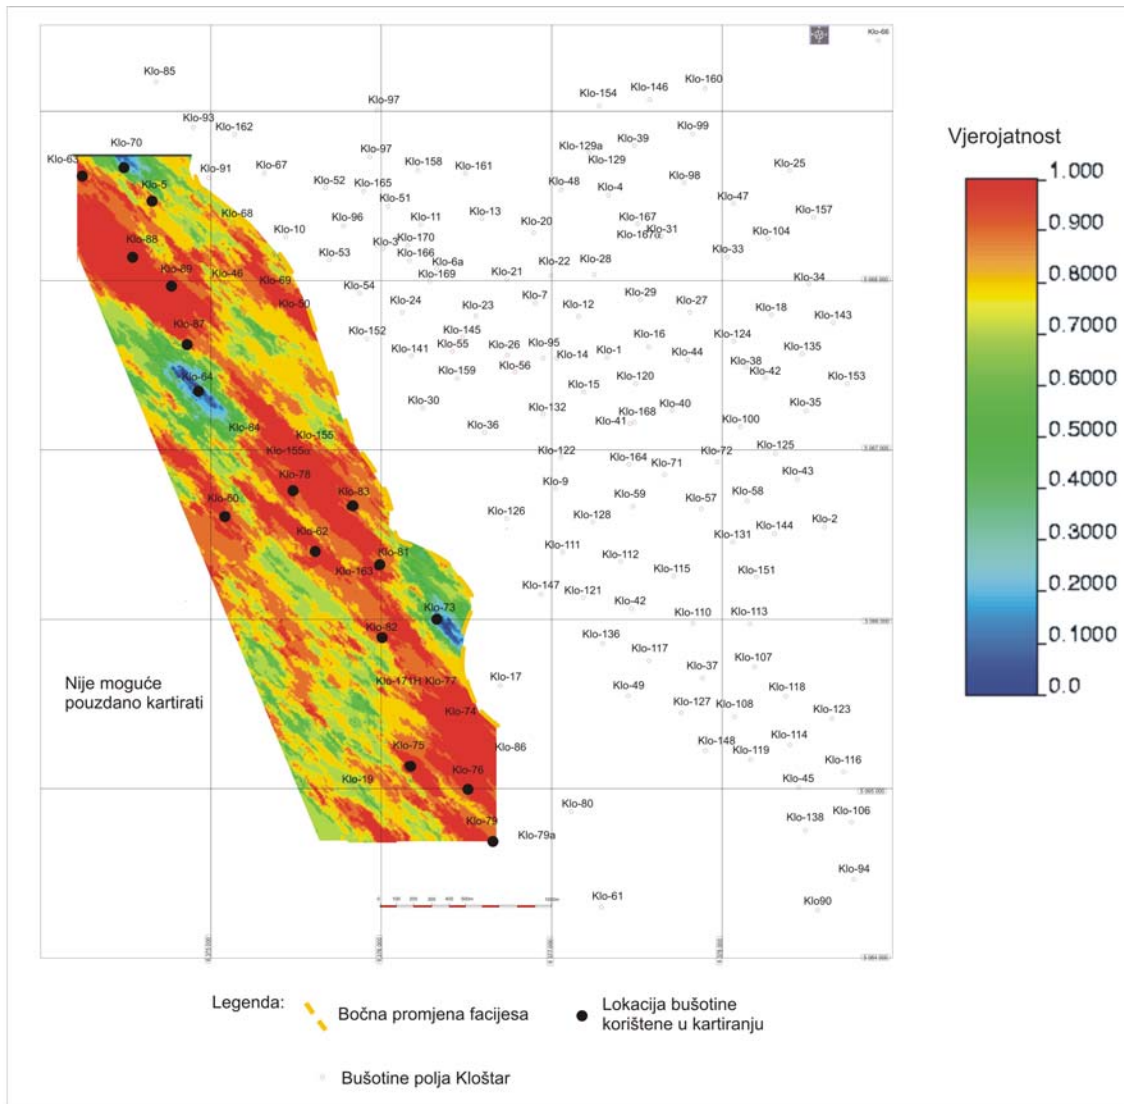 Klo-66
Klo-85
Klo-160
Klo-146
Klo-154
Klo-97
Klo-93
Klo-162
Klo-99
Klo-70
Klo-39
Klo-129a
Klo-63
Klo-97
Klo-158
Klo-161
Klo-129
Klo-25
Klo-91
Klo-67
Klo-5
Klo-52
Klo-165
Klo-48
Klo-4
Klo-98
Klo-51
Klo-47
Klo-68
Klo-96
Klo-11
Klo-13
Klo-20
Klo-167
Klo-157
Klo-10
Klo-3
Klo-170
Klo-167α
Klo-31
Klo-104
Klo-88
Klo-53
Klo-166
Klo-6a
Klo-33
Klo-89
Klo-46
Klo-69
Klo-169
Klo-21
Klo-22
Klo-28
Klo-34
Klo-54
Klo-50
Klo-24
Klo-23
Klo-7
Klo-12
Klo-29
Klo-27
Klo-18
Klo-143
Klo-87
Klo-152
Klo-145
Klo-16
Klo-124
Klo-141
Klo-55
Klo-26
Klo-95
Klo-14
Klo-1
Klo-44
Klo-135
Klo-38
Klo-64
Klo-159
Klo-56
Klo-15
Klo-120
Klo-42
Klo-153
Klo-30
Klo-132
Klo-168
Klo-40
Klo-35
Klo-84
Klo-155
Klo-36
Klo-41
Klo-100
Klo-155α
Klo-122
Klo-164
Klo-71
Klo-72
Klo-125
Klo-78
Klo-9
Klo-43
Klo-60
Klo-83
Klo-126
Klo-128
Klo-59
Klo-57
Klo-58
Klo-62
Klo-144
Klo-2
Klo-81
Klo-111
Klo-131
Klo-163
Klo-112
Klo-115
Klo-151
Klo-147
Klo-121
Klo-73
Klo-42
Klo-110
Klo-113
Klo-82
Klo-136
Klo-117
Klo-171H
Klo-77
Klo-17
Klo-37
Klo-107
Klo-49
Klo-118
Klo-74
Klo-127
Klo-108
Klo-123
Klo-75
Klo-86
Klo-148
Klo-119
Klo-114
Klo-19
Klo-76
Klo-116
Klo-45
Klo-79
Klo-79a
Klo-80
Klo-138
Klo-106
Klo-94
Klo-61
Klo90
Nije moguće
pouzdano kartirati
Vjerojatnost
1.000
0.900
0.8000
0.7000
0.6000
0.5000
0.4000
0.3000
0.2000
0.1000
0.0
Legenda:
Bočna promjena facijesa
Lokacija bušotine
korištene u kartiranju
Bušotine polja Kloštar